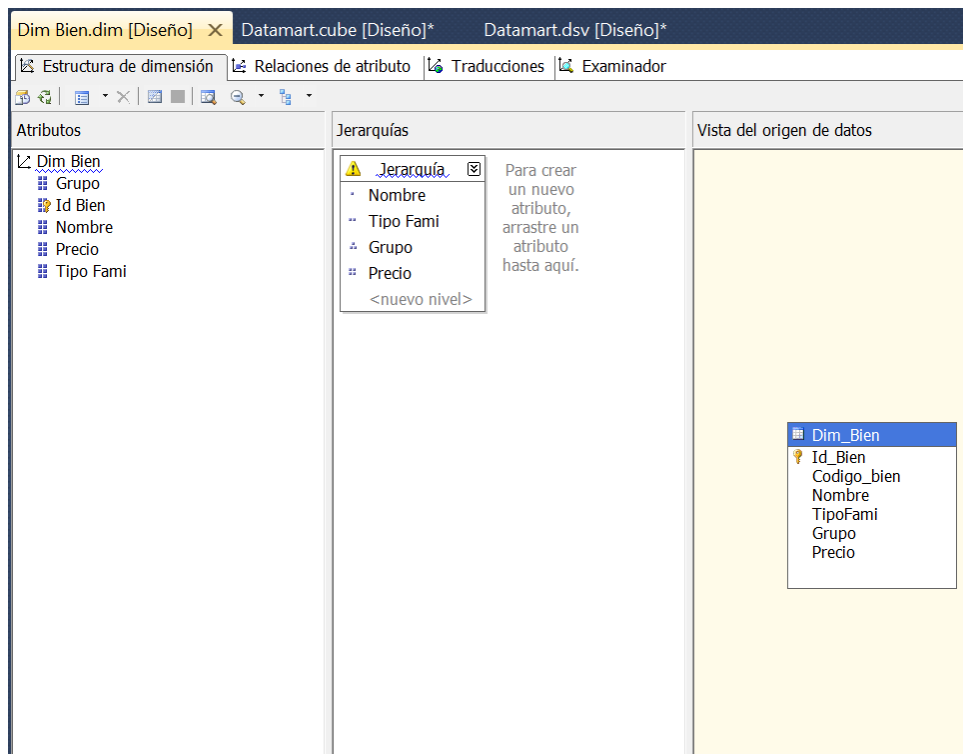 Dim Bien.dim [Diseño] Datamart.cube [Diseño]* Datamart.dsv [Diseño]*
Estructura de dimensión Relaciones de atributo Traducciones Examinador
Atributos
Dim Bien
Grupo
Id Bien
Nombre
Precio
Tipo Fami
Jerarquías
Jerarquía
Nombre
Tipo Fami
Grupo
Precio
<nuevo nivel>
Para crear
un nuevo
atributo,
arrastre un
atributo
hasta aquí.
Vista del origen de datos
Dim_Bien
Id_Bien
Codigo_bien
Nombre
TipoFami
Grupo
Precio